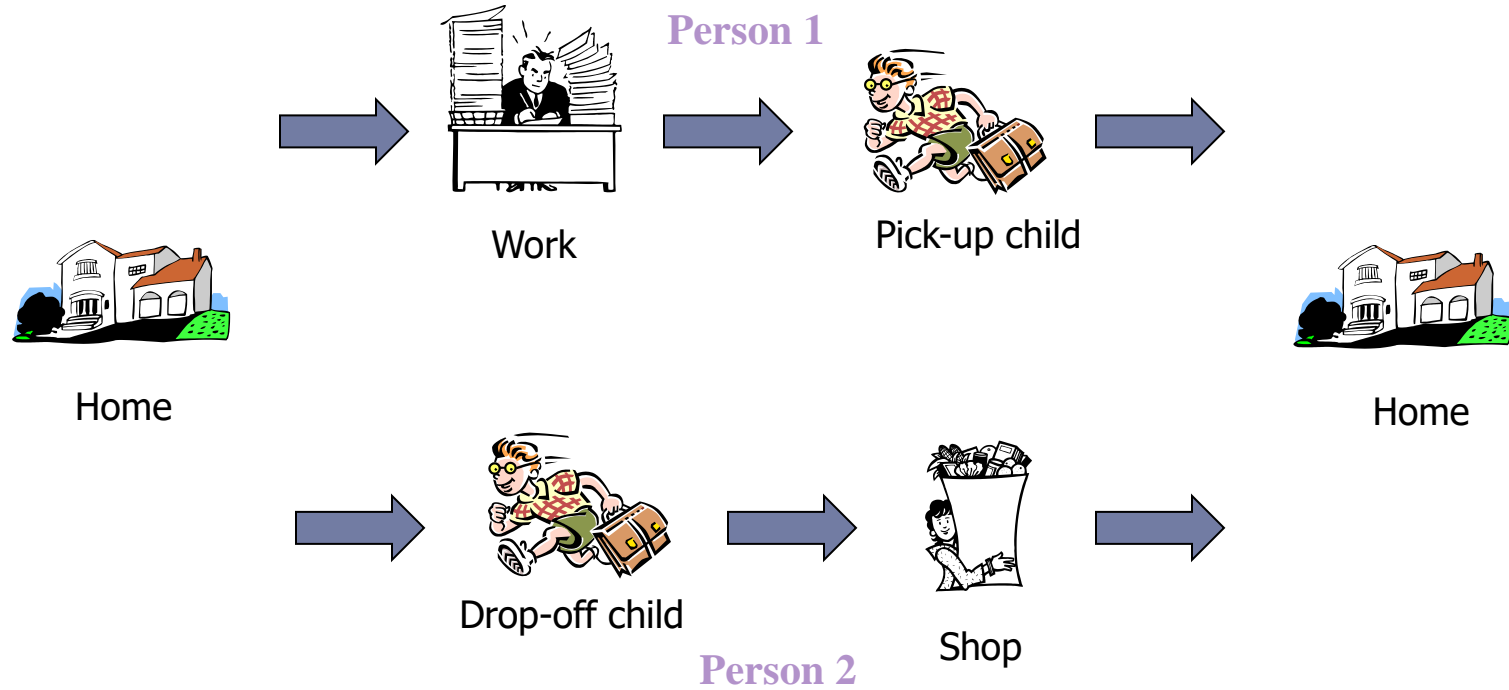 Person 1
Work
Pick-up child
Home
Home
Drop-off child
Shop
Person 2